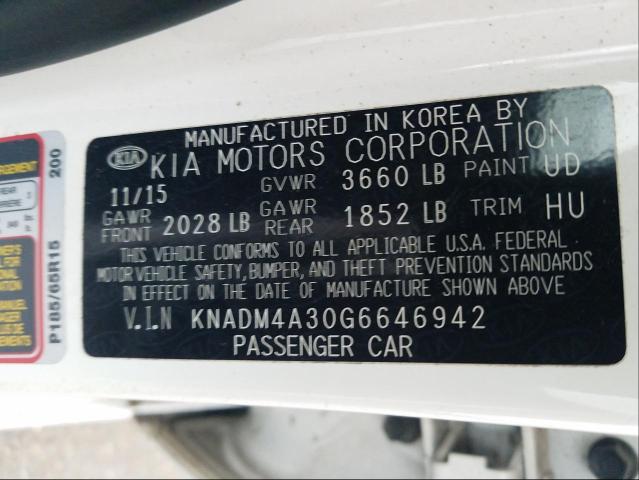 MANUFACTURED IN KOREA BY
KIA KIA MOTORS CORPORATION
11/15 GVWR 3660 LB PAINT UD
GAWR FRONT 2028 LB GAWR REAR 1852 LB TRIM HU
THIS VEHICLE CONFORMS TO ALL APPLICABLE U.S.A. FEDERAL
MOTOR VEHICLE SAFETY, BUMPER, AND THEFT PREVENTION STANDARDS
IN EFFECT ON THE DATE OF MANUFACTURE SHOWN ABOVE
V.I.N KNADM4A30G6646942
PASSENGER CAR
200
P185/65R15
REAR